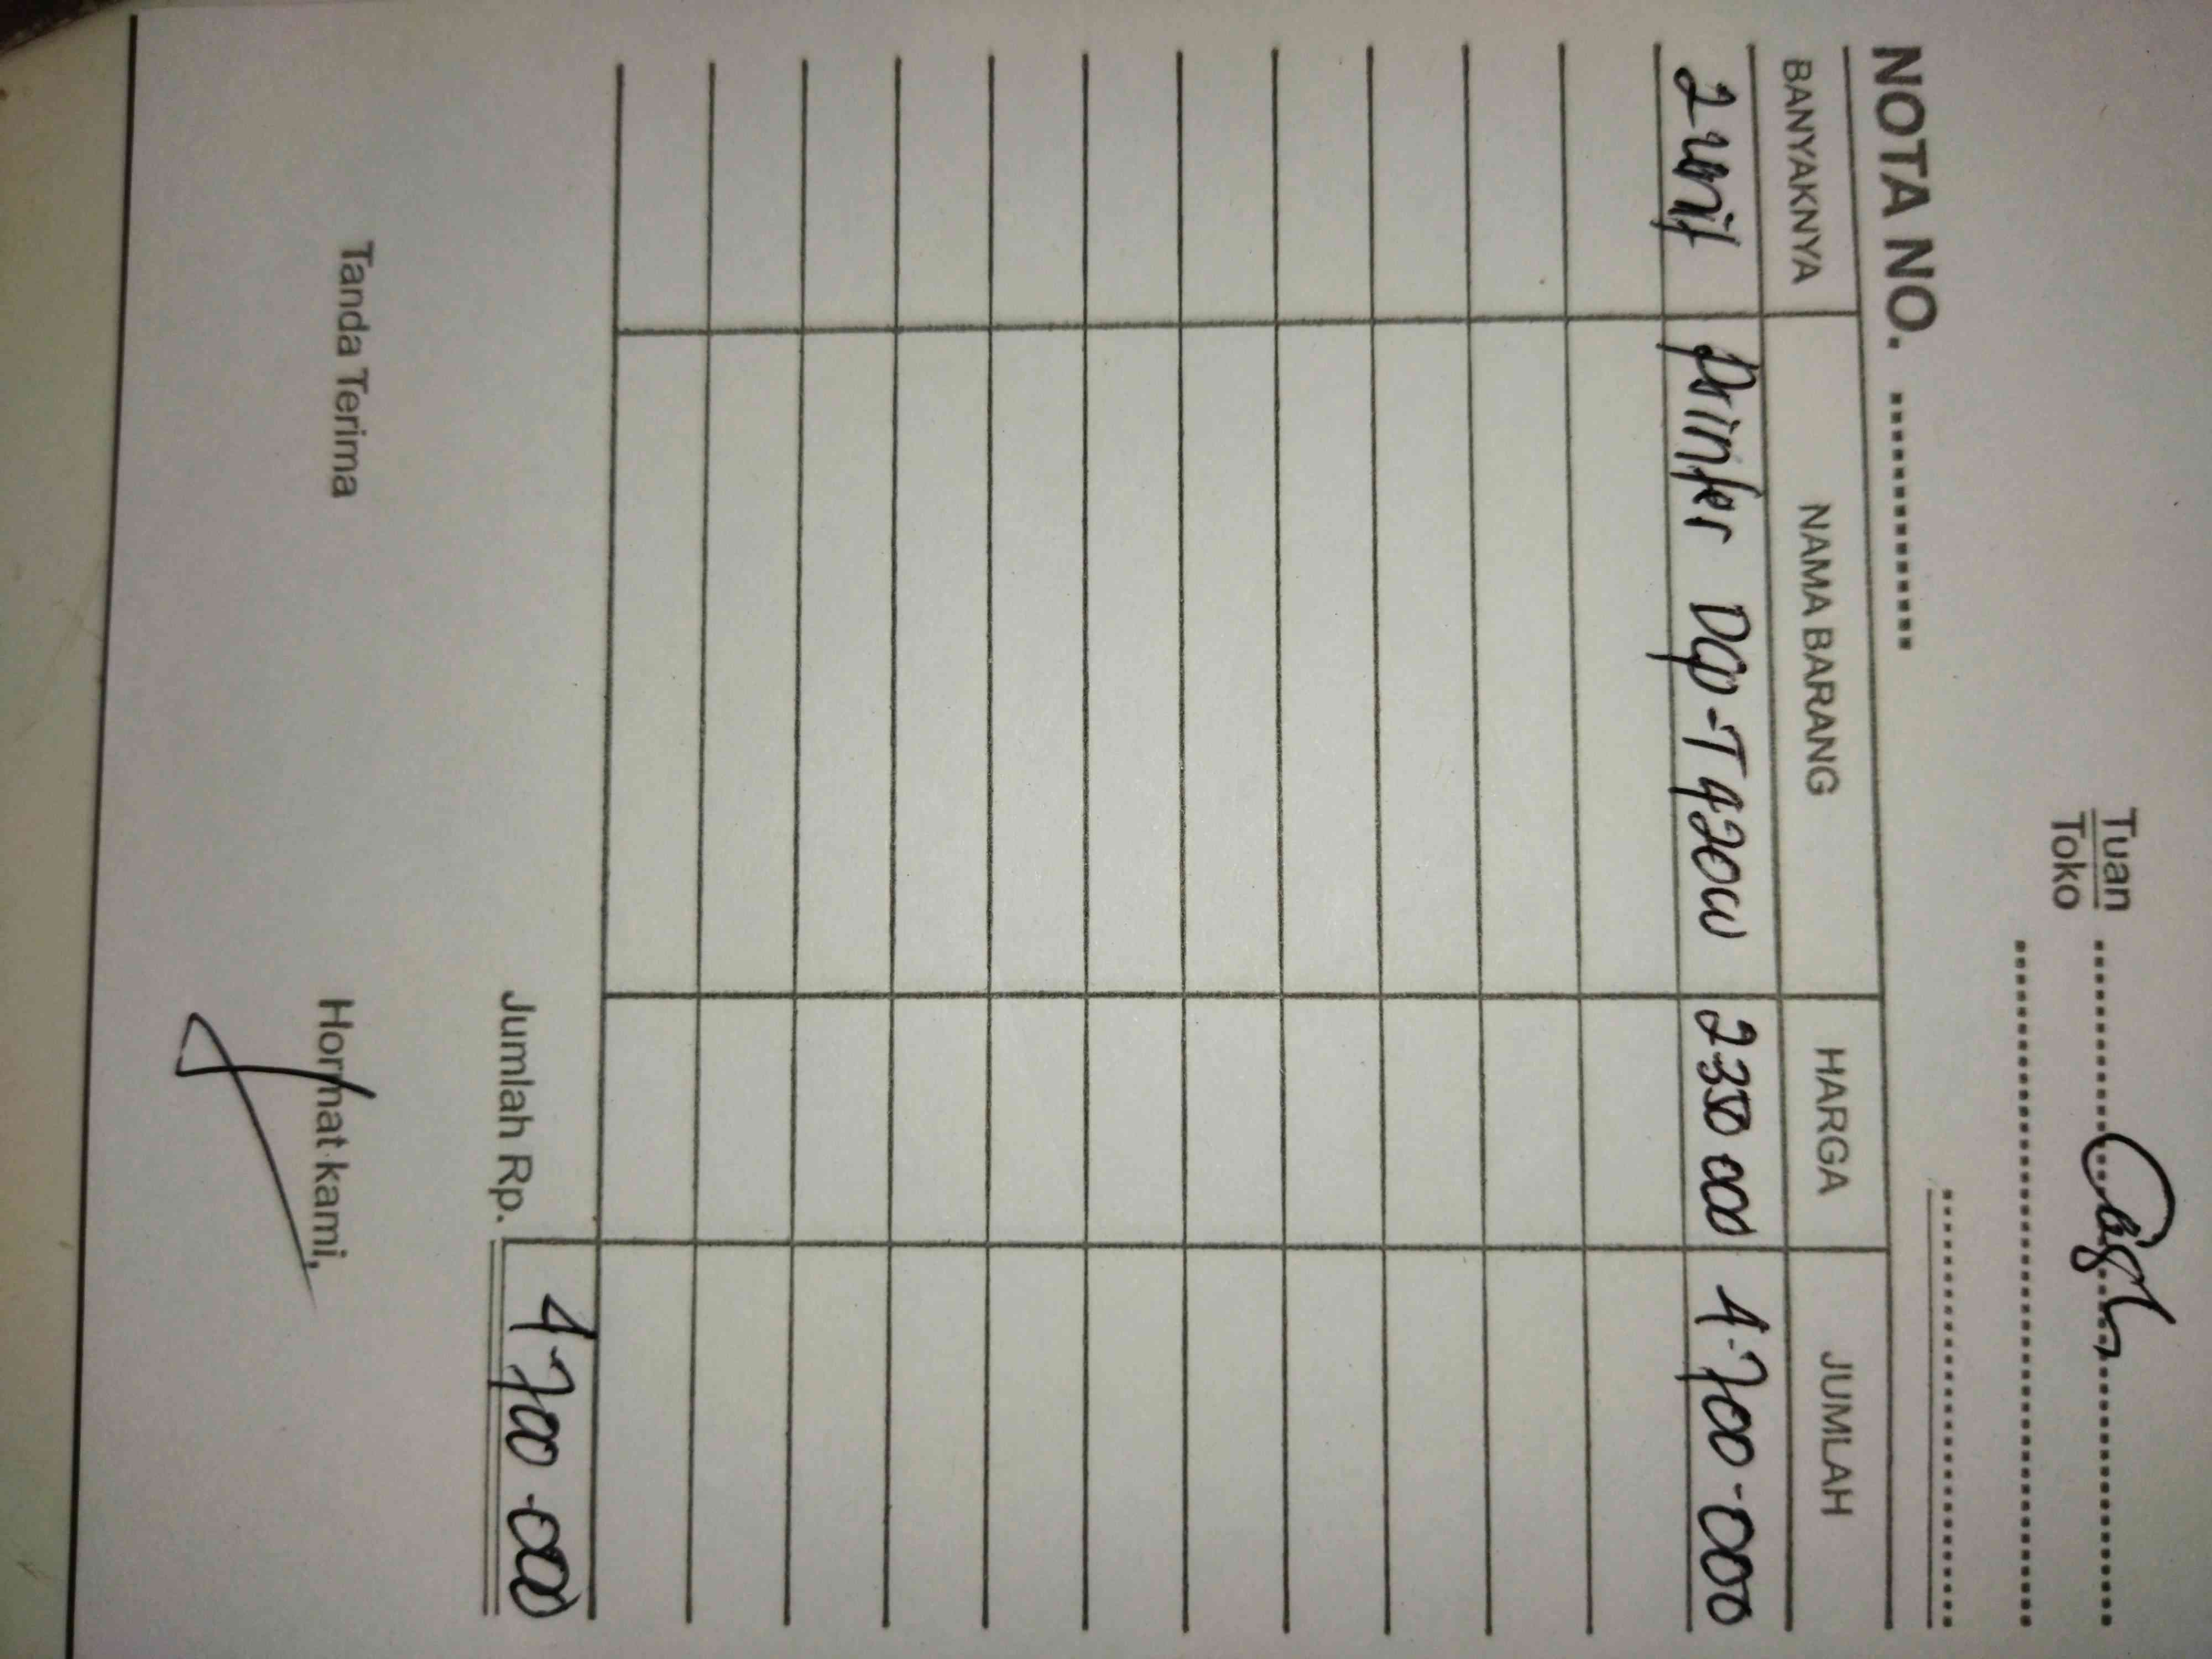 Tuan Cash
Toko
NOTA NO.
BANYAKNYA NAMA BARANG HARGA JUMLAH
2 unit Printer DCP-T420W 2350 000 4.700.000
Jumlah Rp. 4.700.000
Tanda Terima Hormat kami,